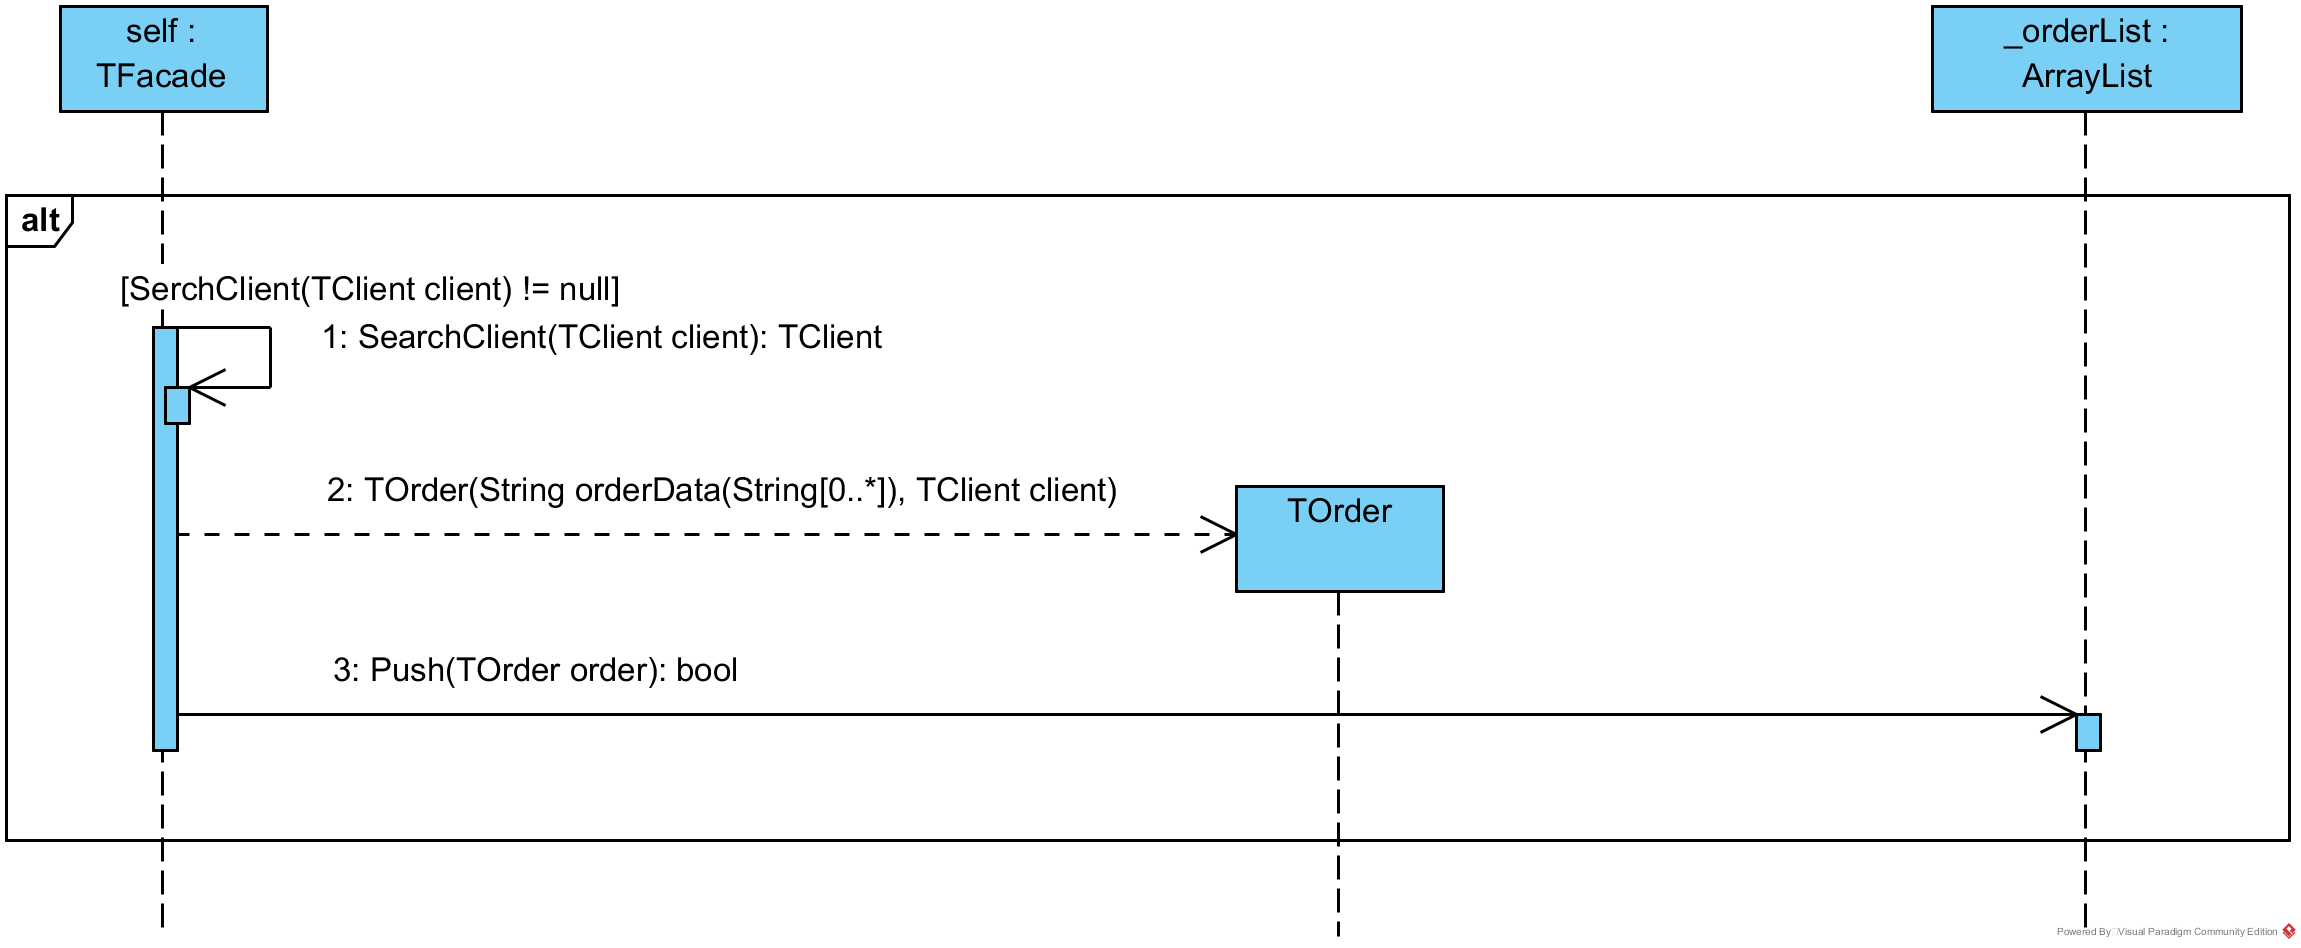 self :
TFacade
_orderList :
ArrayList
alt
[SerchClient(TClient client) != null]
1: SearchClient(TClient client): TClient
2: TOrder(String orderData(String[0..*]), TClient client)
TOrder
3: Push(TOrder order): bool
Powered By Visual Paradigm Community Edition